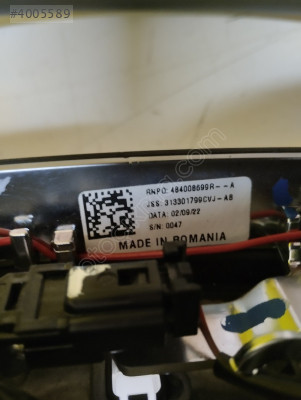 #4005589
RNPO: 484008699R--A
JSS: 313301799CVJ-AB
DATA: 02/09/22
S/N: 0047
MADE IN ROMANIA